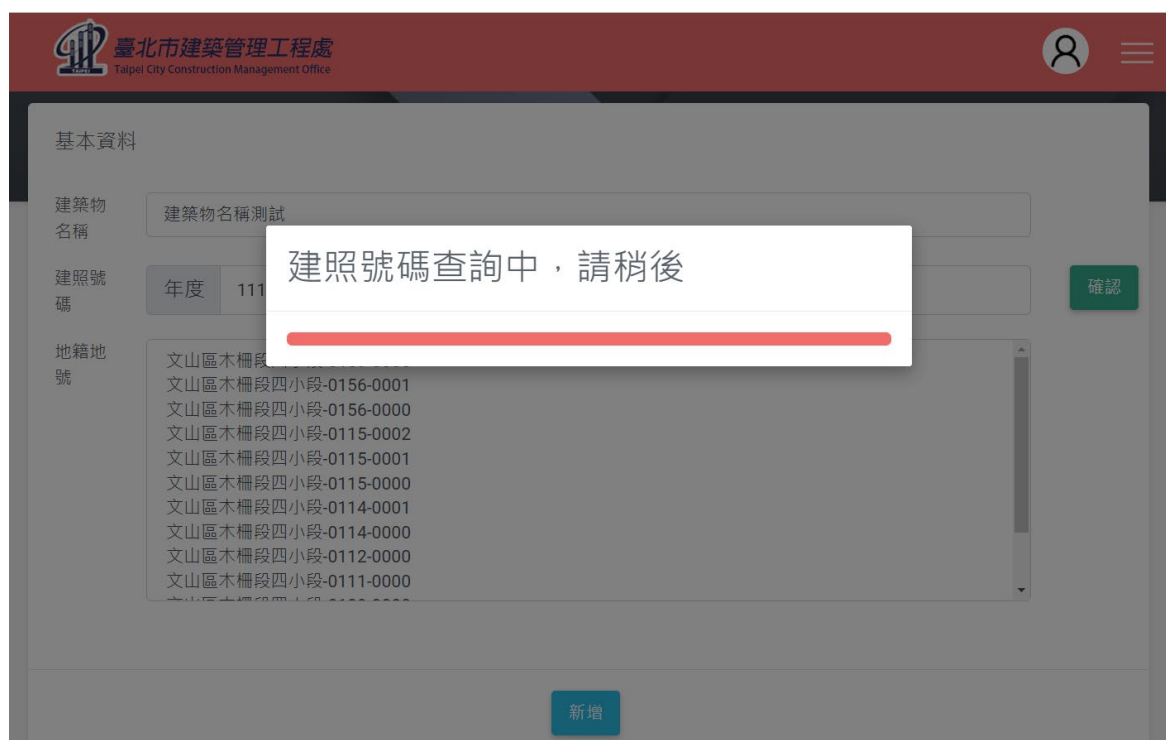 臺北市建築管理工程處
TAIPEI Taipei City Construction Management Office
基本資料
建築物
名稱
建築物名稱測試
建照號碼查詢中，請稍後
建照號
碼
年度 111
確認
地籍地
號
文山區木柵段
文山區木柵段四小段-0156-0001
文山區木柵段四小段-0156-0000
文山區木柵段四小段-0115-0002
文山區木柵段四小段-0115-0001
文山區木柵段四小段-0115-0000
文山區木柵段四小段-0114-0001
文山區木柵段四小段-0114-0000
文山區木柵段四小段-0112-0000
文山區木柵段四小段-0111-0000
新增